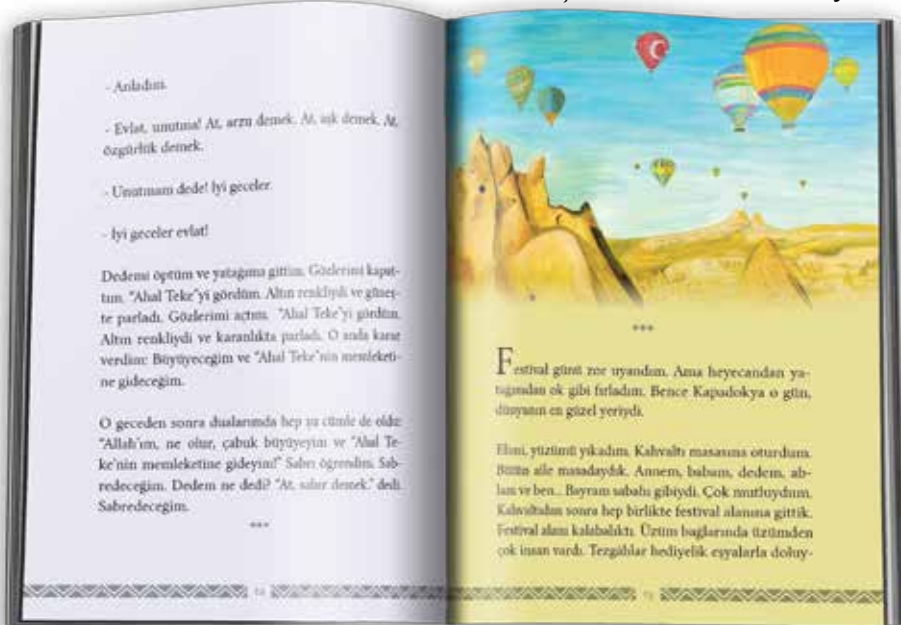 - Anladım.
- Evlat, unutma! At, arzu demek. At, aşk demek. At,
özgürlük demek.
- Unutmam dede! İyi geceler.
- İyi geceler evlat!
Dedemi öptüm ve yatağıma gittim. Gözlerimi kapat-
tım. "Ahal Teke"yi gördüm. Altın renkliydi ve güneş-
te parladı. Gözlerimi açtım. "Ahal Teke"yi gördüm.
Altın renkliydi ve karanlıkta parladı. O anda karar
verdim: Büyüyeceğim ve "Ahal Teke"nin memleketi-
ne gideceğim.
O geceden sonra dualarımda hep şu cümle de oldu:
"Allah'ım, ne olur, çabuk büyüyeyim ve "Ahal Te-
ke'nin memleketine gideyim!" Sabrı öğrendim. Sab-
redeceğim. Dedem ne dedi? "At, sabır demek." dedi.
Sabredeceğim.
***
***
Festival günü zor uyandım. Ama heyecandan ya-
tağımdan ok gibi fırladım. Bence Kapadokya o gün,
dünyanın en güzel yeriydi.
Elimi, yüzümü yıkadım. Kahvaltı masasına oturdum.
Bütün aile masadaydık. Annem, babam, dedem, ab-
lam ve ben... Bayram sabahı gibiydi. Çok mutluydum.
Kahvaltıdan sonra hep birlikte festival alanına gittik.
Festival alanı kalabalıktı. Üzüm bağlarında üzümden
çok insan vardı. Tezgâhlar hediyelik eşyalarla doluy-